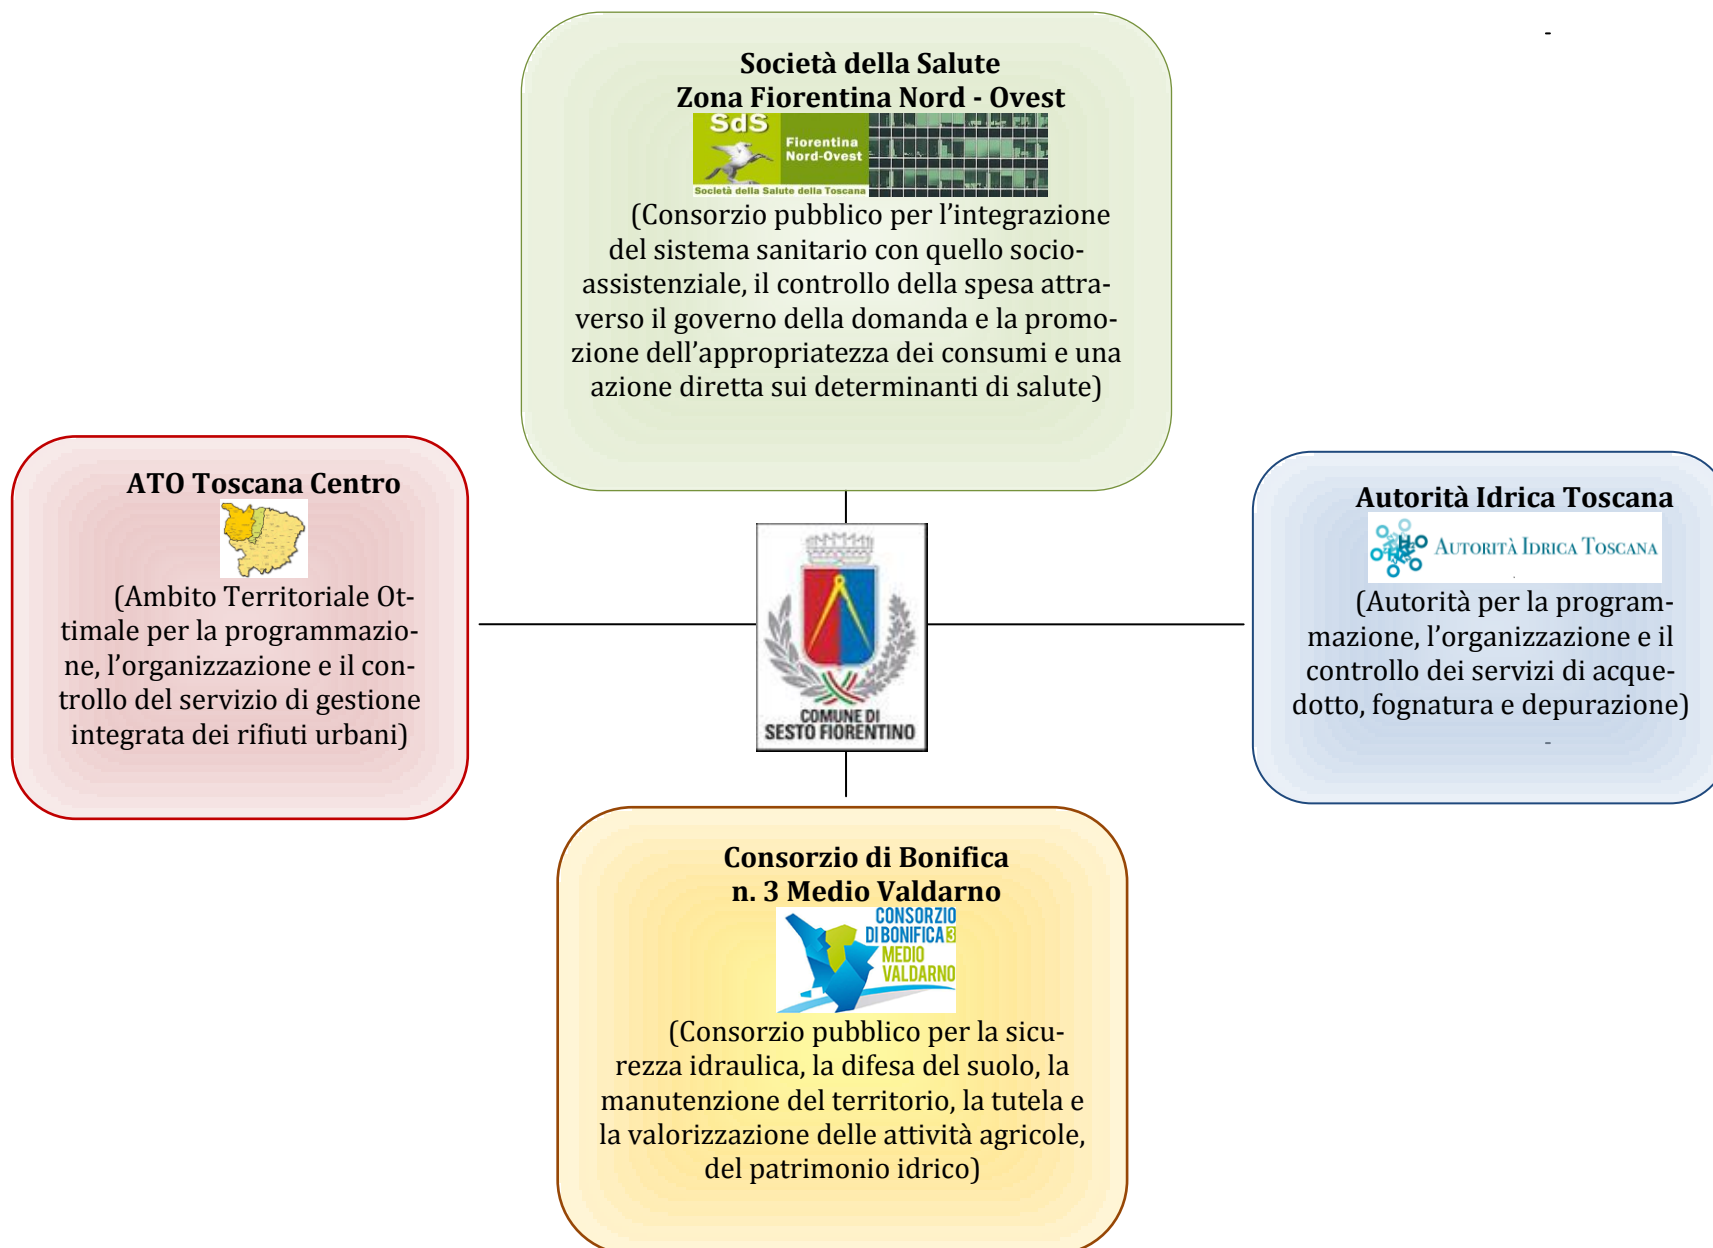 -
Società della Salute
Zona Fiorentina Nord - Ovest
SdS
Fiorentina
Nord-Ovest
Società della Salute della Toscana
(Consorzio pubblico per l’integrazione
del sistema sanitario con quello socio-
assistenziale, il controllo della spesa attra-
verso il governo della domanda e la promo-
zione dell’appropriatezza dei consumi e una
azione diretta sui determinanti di salute)
ATO Toscana Centro
(Ambito Territoriale Ot-
timale per la programmazio-
ne, l’organizzazione e il con-
trollo del servizio di gestione
integrata dei rifiuti urbani)
COMUNE DI
SESTO FIORENTINO
Autorità Idrica Toscana
AUTORITÀ IDRICA TOSCANA
(Autorità per la program-
mazione, l’organizzazione e il
controllo dei servizi di acque-
dotto, fognatura e depurazione)
-
Consorzio di Bonifica
n. 3 Medio Valdarno
CONSORZIO
DI BONIFICA 3
MEDIO
VALDARNO
(Consorzio pubblico per la sicu-
rezza idraulica, la difesa del suolo, la
manutenzione del territorio, la tutela e
la valorizzazione delle attività agricole,
del patrimonio idrico)